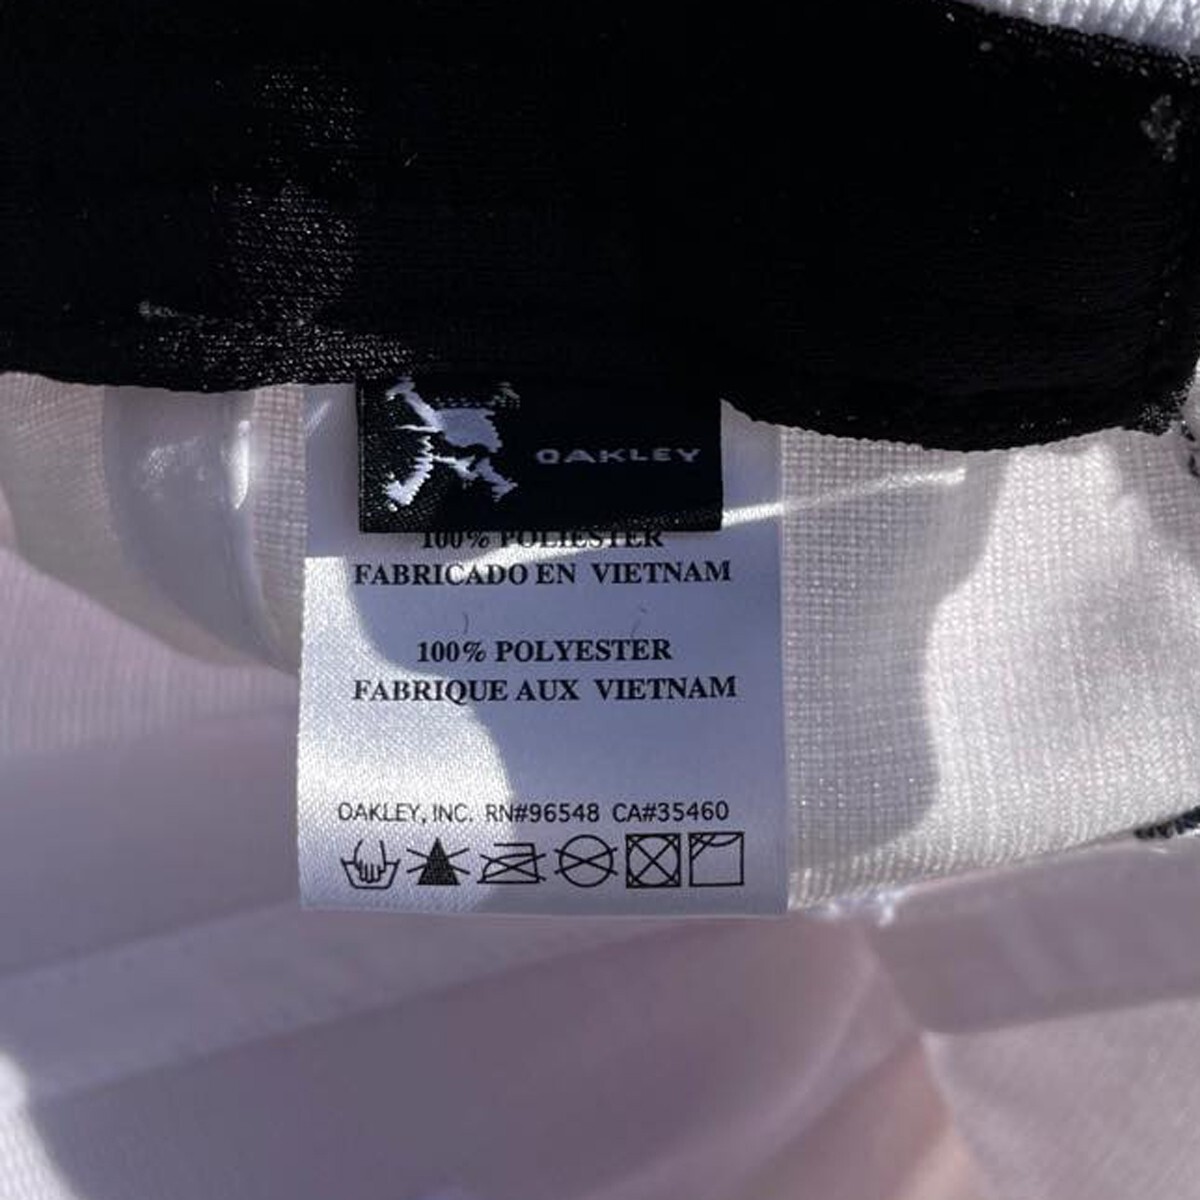 OAKLEY
100% POLIESTER
FABRICADO EN VIETNAM
100% POLYESTER
FABRIQUE AUX VIETNAM
OAKLEY, INC. RN#96548 CA#35460